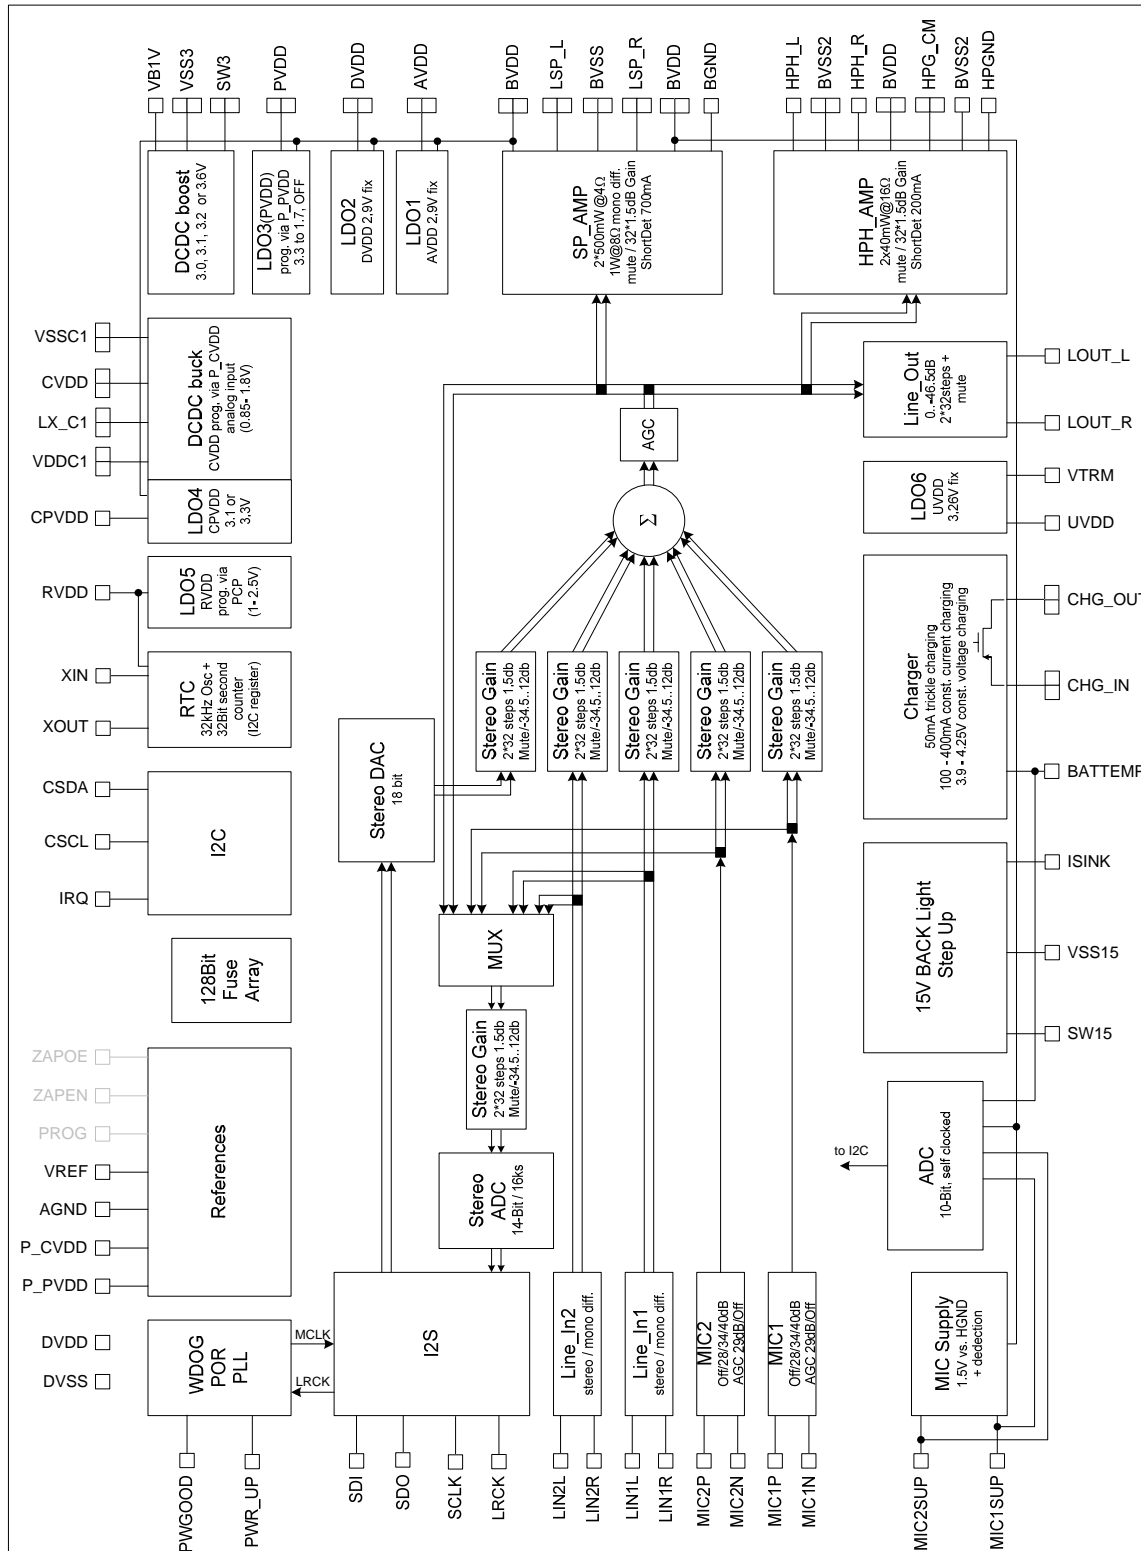 VB1V
VSS3
SW3
PVDD
DVDD
AVDD
BVDD
LSP_L
BVSS
LSP_R
BVDD
BGND
HPH_L
BVSS2
HPH_R
BVDD
HPG_CM
BVSS2
HPGND
DCDC boost
3.0, 3.1, 3.2 or 3.6V
LDO3(PVDD)
prog. via P_PVDD
3.3 to 1.7, OFF
LDO2
DVDD 2.9V fix
LDO1
AVDD 2.9V fix
SP_AMP
2*500mW @4Ω
1W@8Ω mono diff.
mute / 32*1.5dB Gain
ShortDet 700mA
HPH_AMP
2x40mW@16Ω
mute / 32*1.5dB Gain
ShortDet 200mA
VSSC1
CVDD
LX_C1
VDDC1
CPVDD
RVDD
XIN
XOUT
CSDA
CSCL
IRQ
ZAPOE
ZAPEN
PROG
VREF
AGND
P_CVDD
P_PVDD
DVDD
DVSS
DCDC buck
CVDD prog. via P_CVDD
analog input
(0.85- 1.8V)
LDO4
CPVDD
3.1 or
3.3V
LDO5
RVDD
prog. via
PCP
(1- 2.5V)
RTC
32kHz Osc +
32Bit second
counter
(I2C register)
I2C
128Bit
Fuse
Array
References
WDOG
POR
PLL
MCLK
LRCK
I2S
Stereo DAC
18 bit
AGC
Σ
Stereo Gain
2*32 steps 1.5db
Mute/-34.5..12db
Stereo Gain
2*32 steps 1.5db
Mute/-34.5..12db
Stereo Gain
2*32 steps 1.5db
Mute/-34.5..12db
Stereo Gain
2*32 steps 1.5db
Mute/-34.5..12db
Stereo Gain
2*32 steps 1.5db
Mute/-34.5..12db
MUX
Stereo Gain
2*32 steps 1.5db
Mute/-34.5..12db
Stereo
ADC
14-Bit / 16ks
Line_In2
stereo / mono diff.
Line_In1
stereo / mono diff.
MIC2
Off/28/34/40dB
AGC 29dB/Off
MIC1
Off/28/34/40dB
AGC 29dB/Off
Line_Out
0..-46.5dB
2*32steps +
mute
LDO6
UVDD
3.26V fix
Charger
50mA trickle charging
100 - 400mA const. current charging
3.9 - 4.25V const. voltage charging
15V BACK Light
Step Up
ADC
10-Bit, self clocked
to I2C
MIC Supply
1.5V vs. HGND
+ dedection
LOUT_L
LOUT_R
VTRM
UVDD
CHG_OUT
CHG_IN
BATTEMP
ISINK
VSS15
SW15
PWGOOD
PWR_UP
SDI
SDO
SCLK
LRCK
LIN2L
LIN2R
LIN1L
LIN1R
MIC2P
MIC2N
MIC1P
MIC1N
MIC2SUP
MIC1SUP